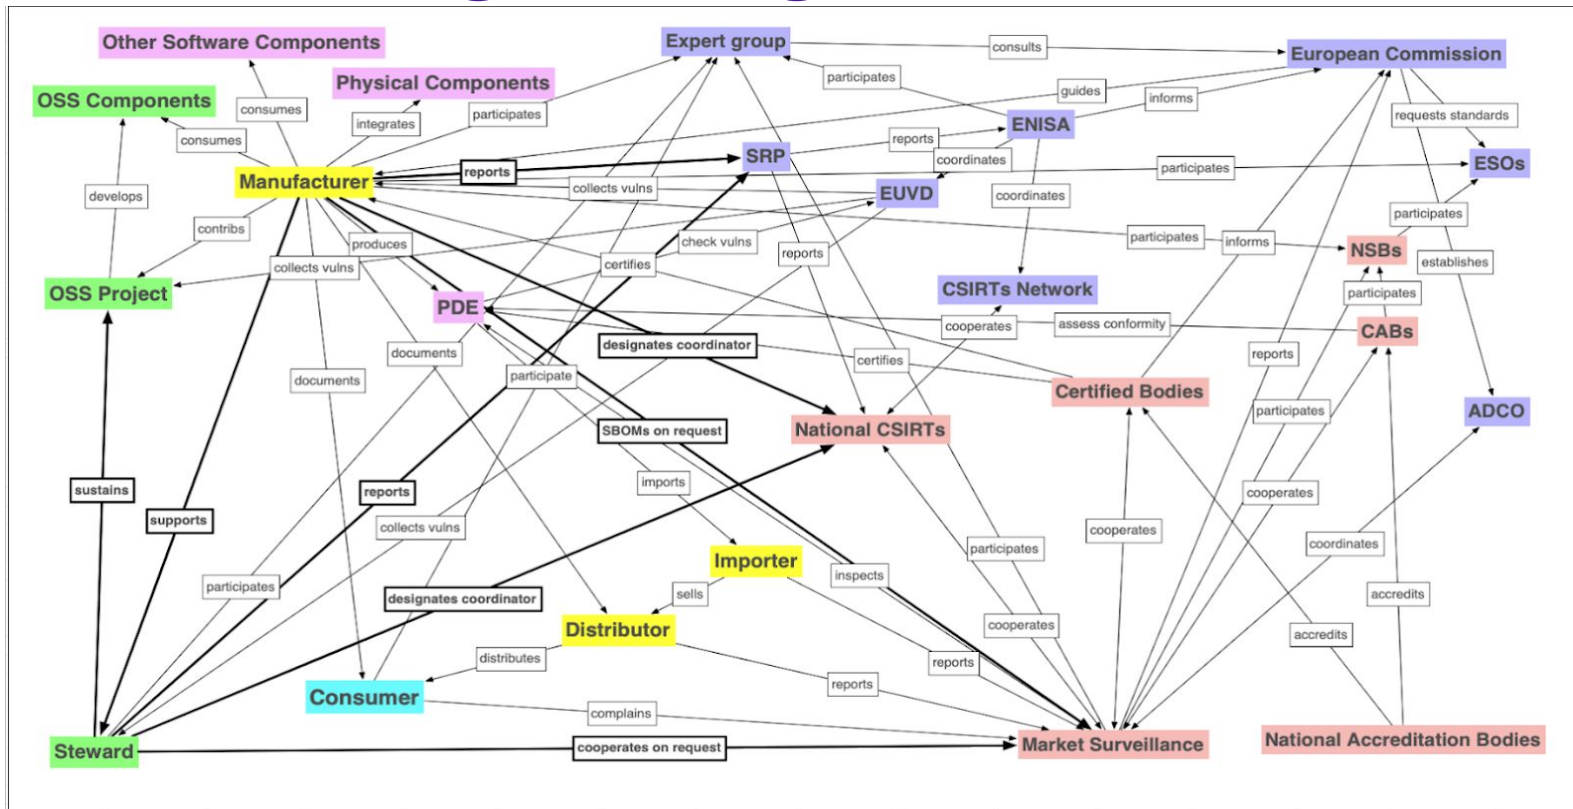 Other Software Components
Expert group
consults
European Commission
Physical Components
participates
guides
informs
OSS Components
consumes
integrates
participates
requests standards
consumes
ENISA
reports
SRP
coordinates
ESOs
Manufacturer
reports
participates
collects vulns
EUVD
coordinates
develops
participates
contribs
produces
check vulns
reports
participates
informs
NSBs
establishes
collects vulns
certifies
OSS Project
PDE
CSIRTs Network
participates
cooperates
assess conformity
CABs
designates coordinator
documents
certifies
reports
documents
participate
Certified Bodies
participates
ADCO
National CSIRTs
SBOMs on request
sustains
reports
imports
cooperates
supports
collects vulns
cooperates
participates
coordinates
Importer
inspects
participates
sells
accredits
designates coordinator
cooperates
Distributor
accredits
distributes
reports
reports
Consumer
complains
Steward
cooperates on request
Market Surveillance
National Accreditation Bodies